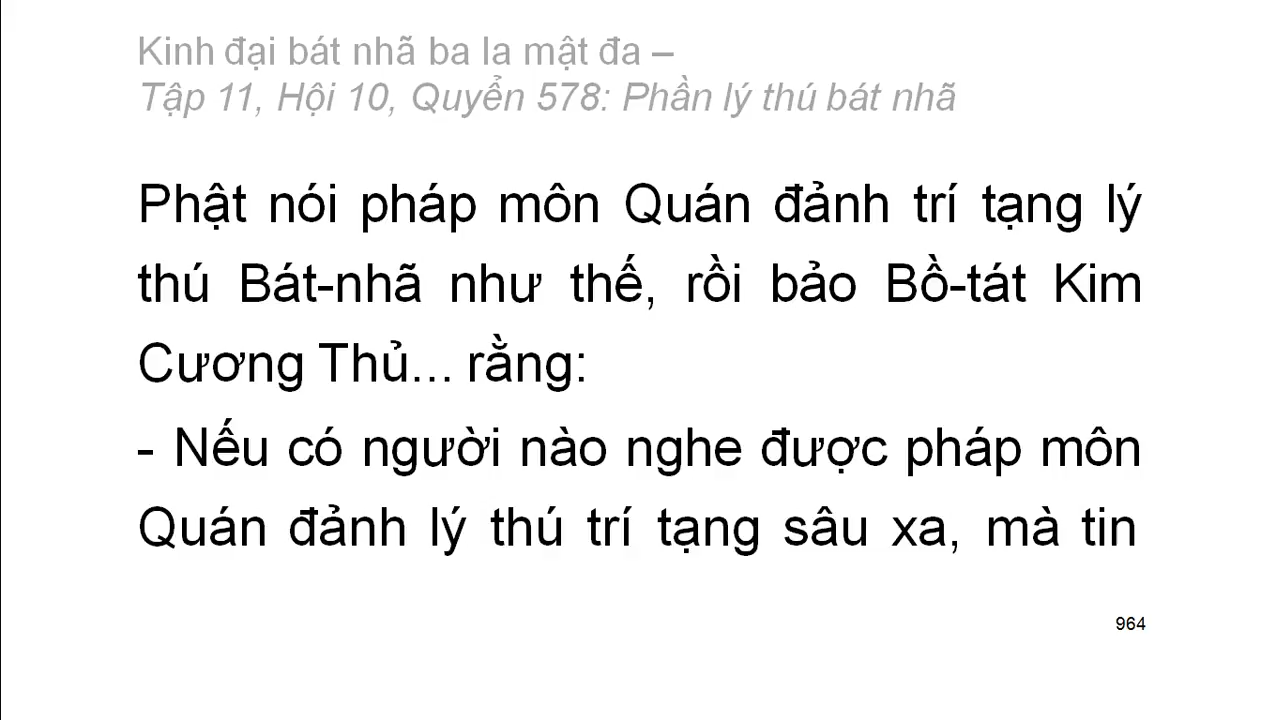 Kinh đại bát nhã ba la mật đa –
Tập 11, Hội 10, Quyển 578: Phần lý thú bát nhã
Phật nói pháp môn Quán đảnh trí tạng lý
thú Bát-nhã như thế, rồi bảo Bồ-tát Kim
Cương Thủ... rằng:
- Nếu có người nào nghe được pháp môn
Quán đảnh lý thú trí tạng sâu xa, mà tin
964